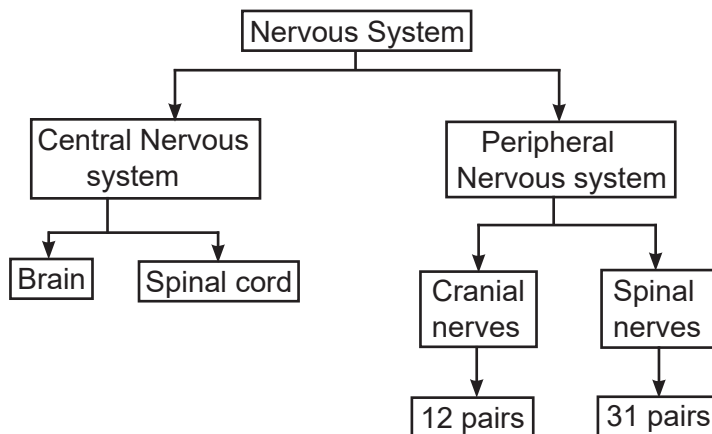 Nervous System
Central Nervous
system
Peripheral
Nervous system
Brain
Spinal cord
Cranial
nerves
Spinal
nerves
12 pairs
31 pairs